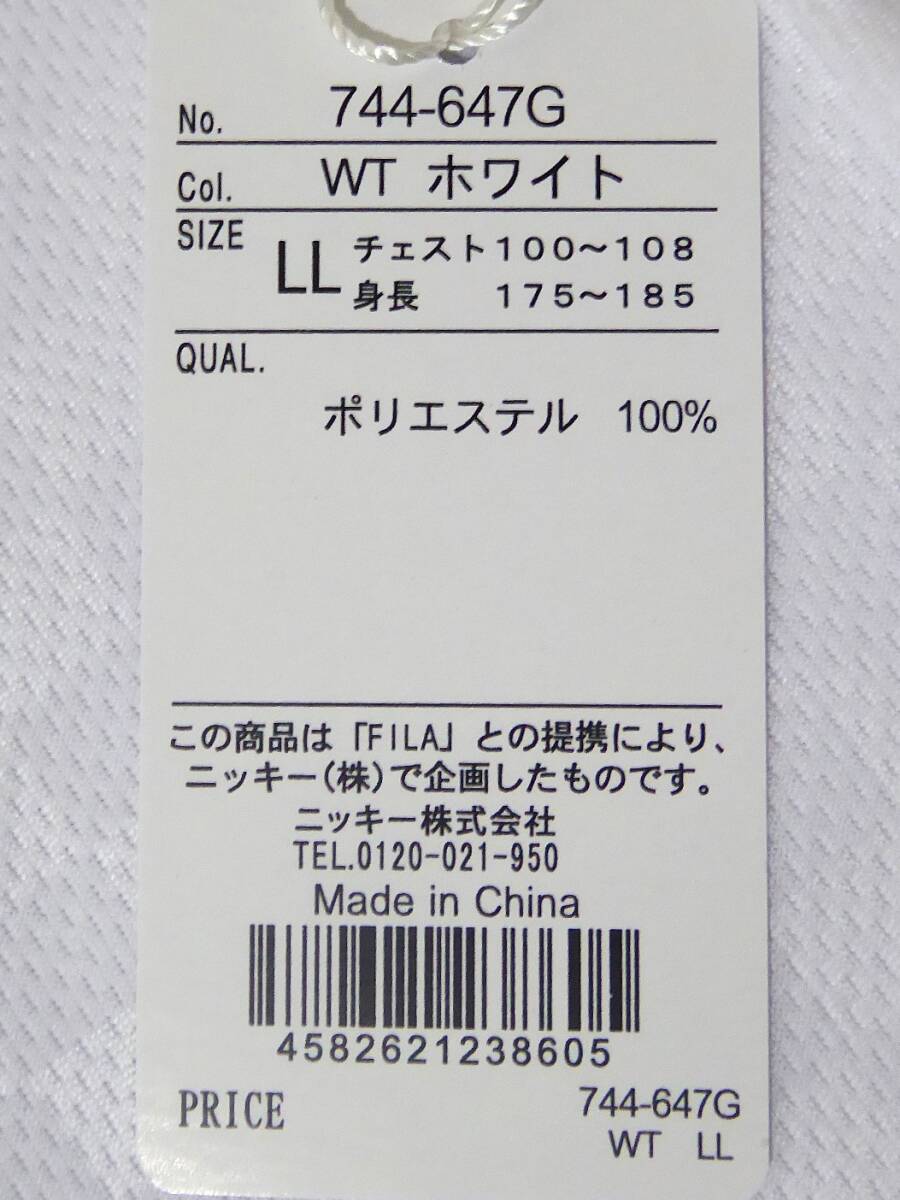 No. 744-647G
Col. WT ホワイト
SIZE LL チェスト100～108
身長 175～185
QUAL.
ポリエステル 100%
この商品は「FILA」との提携により、
ニッキー(株)で企画したものです。
ニッキー株式会社
TEL.0120-021-950
Made in China
4582621238605
PRICE 744-647G
WT LL